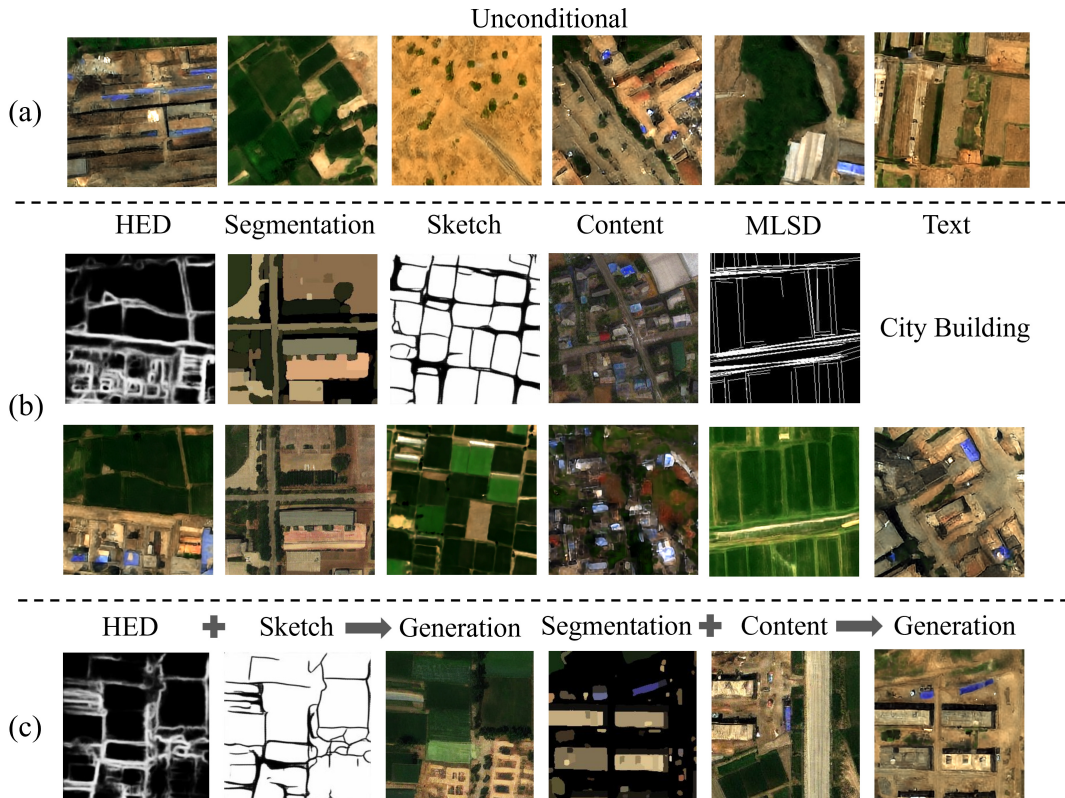 Unconditional
(a)
HED Segmentation Sketch Content MLSD Text
City Building
(b)
HED + Sketch Generation Segmentation + Content Generation
(c)